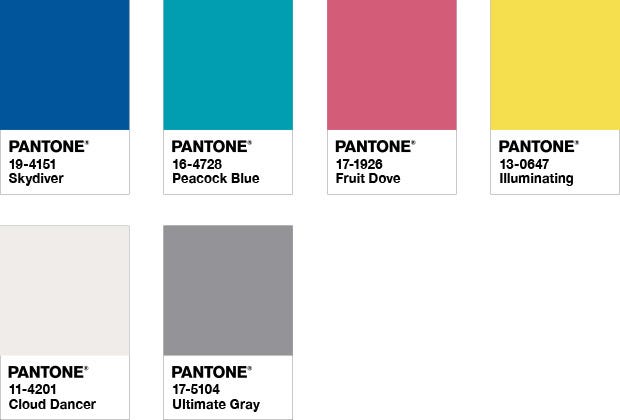 PANTONE®
19-4151
Skydiver
PANTONE®
16-4728
Peacock Blue
PANTONE®
17-1926
Fruit Dove
PANTONE®
13-0647
Illuminating
PANTONE®
11-4201
Cloud Dancer
PANTONE®
17-5104
Ultimate Gray